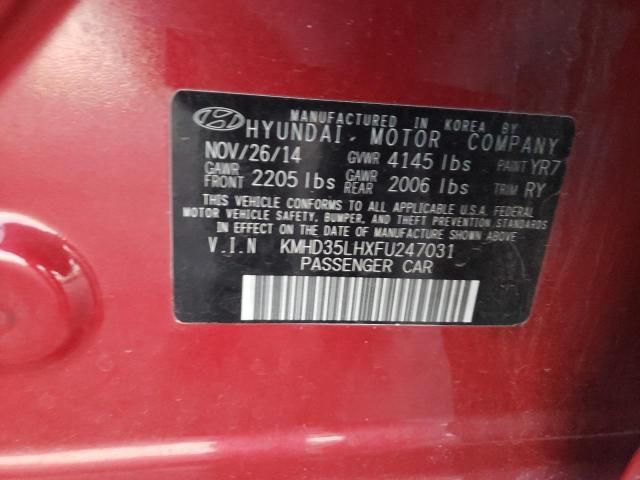 MANUFACTURED IN KOREA BY
HYUNDAI MOTOR COMPANY
NOV/26/14 GVWR 4145 lbs PAINT YR7
GAWR FRONT 2205 lbs GAWR REAR 2006 lbs TRIM RY
THIS VEHICLE CONFORMS TO ALL APPLICABLE U.S.A. FEDERAL
MOTOR VEHICLE SAFETY, BUMPER, AND THEFT PREVENTION STANDARDS
IN EFFECT ON THE DATE OF MANUFACTURE SHOWN ABOVE.
V.I.N KMHD35LHXFU247031
PASSENGER CAR